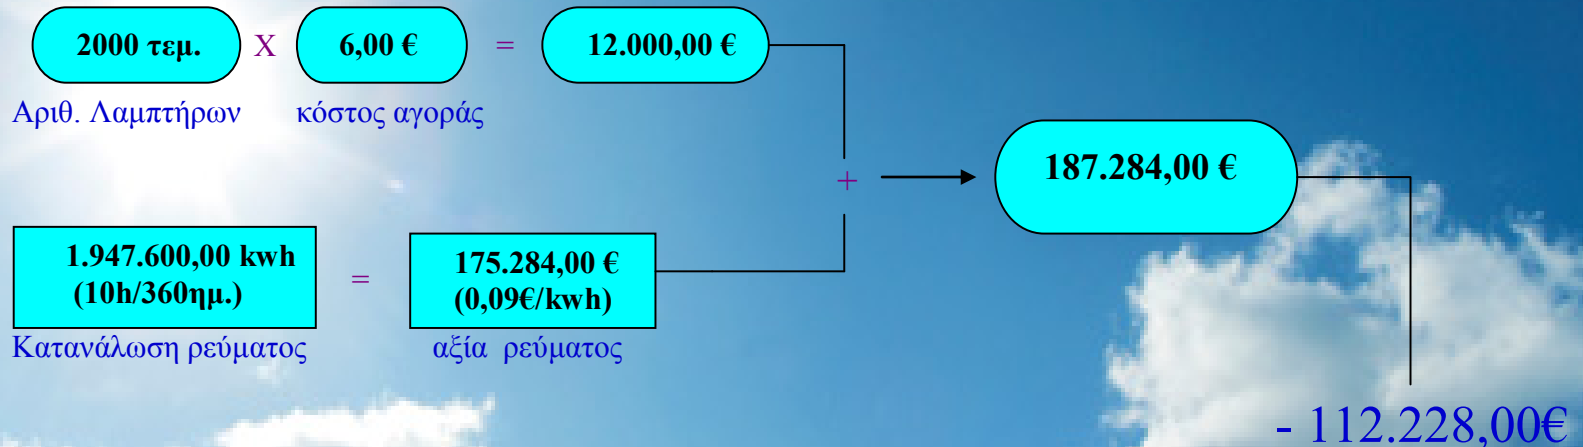 2000 τεμ. X 6,00 € = 12.000,00 €
Αριθ. Λαμπτήρων κόστος αγοράς
+ 187.284,00 €
1.947.600,00 kwh = 175.284,00 €
(10h/360ημ.) (0,09€/kwh)
Κατανάλωση ρεύματος αξία ρεύματος
- 112.228,00€